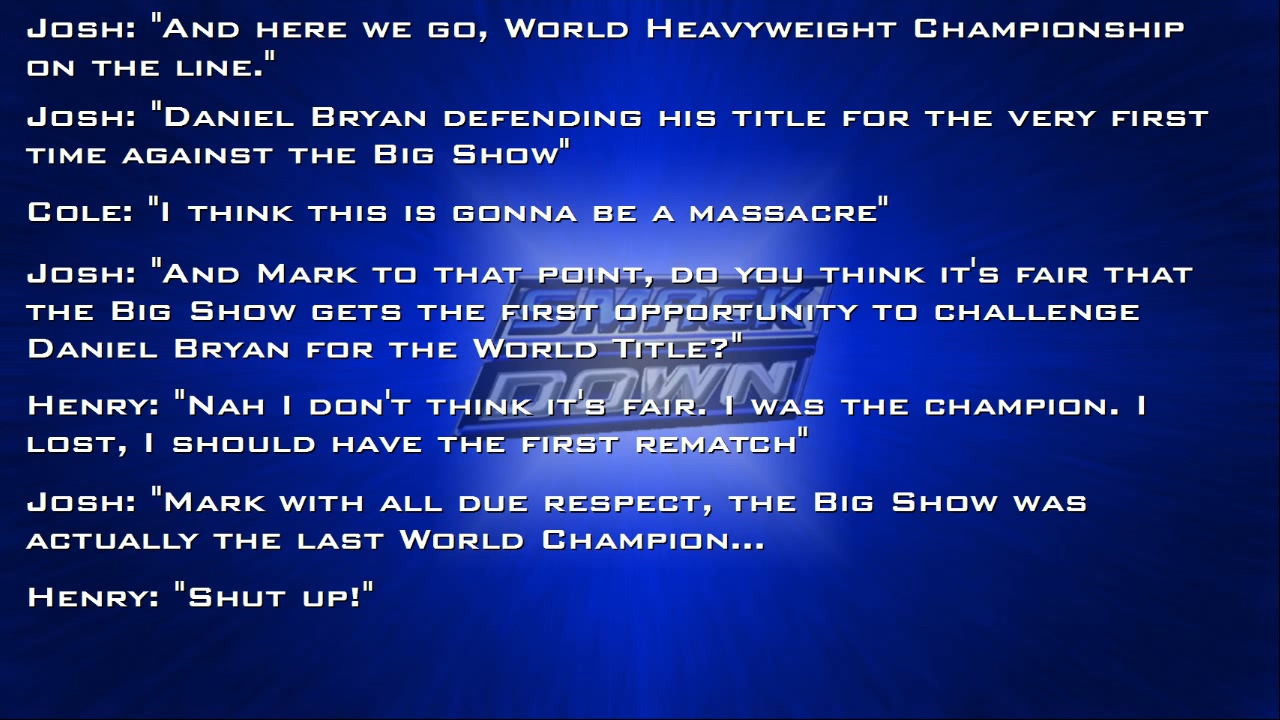 Josh: "And here we go, World Heavyweight Championship
on the line."
Josh: "Daniel Bryan defending his title for the very first
time against the Big Show"
Cole: "I think this is gonna be a massacre"
Josh: "And Mark to that point, do you think it's fair that
the Big Show gets the first opportunity to challenge
Daniel Bryan for the World Title?"
Henry: "Nah I don't think it's fair. I was the champion. I
lost, I should have the first rematch"
Josh: "Mark with all due respect, the Big Show was
actually the last World Champion...
Henry: "Shut up!"
SMACK
DOWN